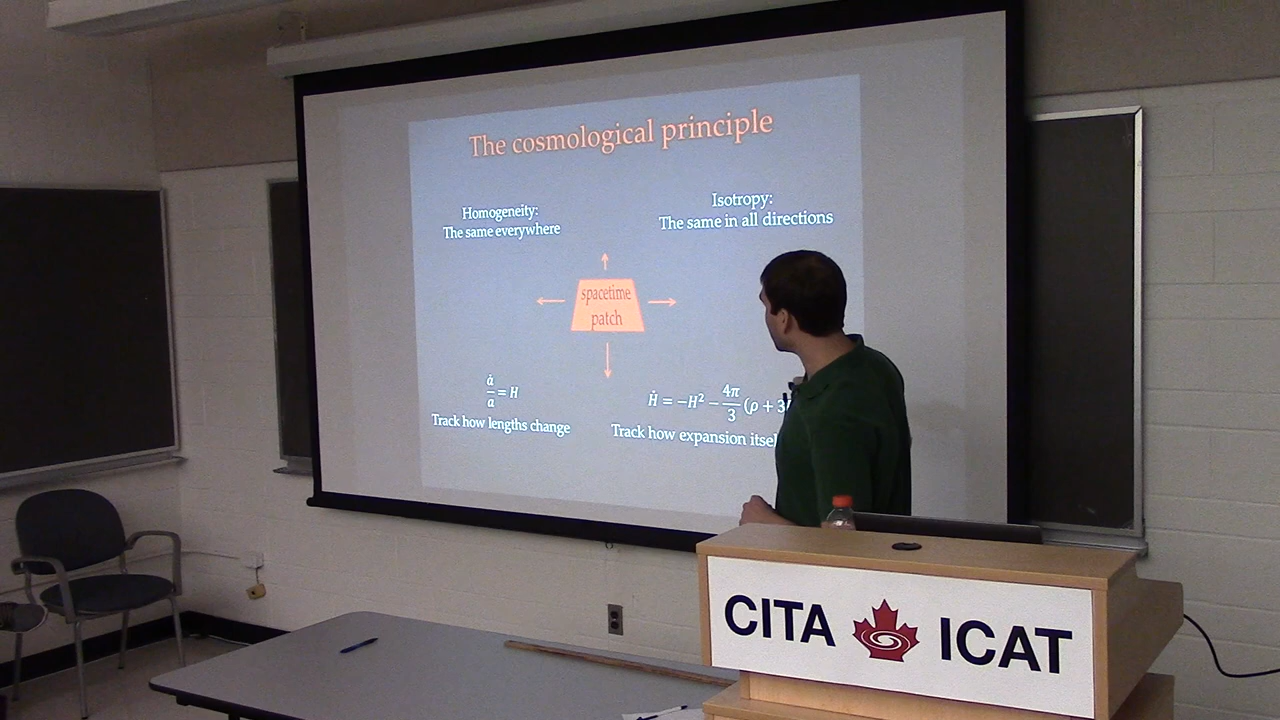 The cosmological principle
Homogeneity:
The same everywhere
Isotropy:
The same in all directions
spacetime
patch
ȧ/a = H
Track how lengths change
Ḣ = −H² − 4π/3 (ρ + 3
Track how expansion
CITA ICAT